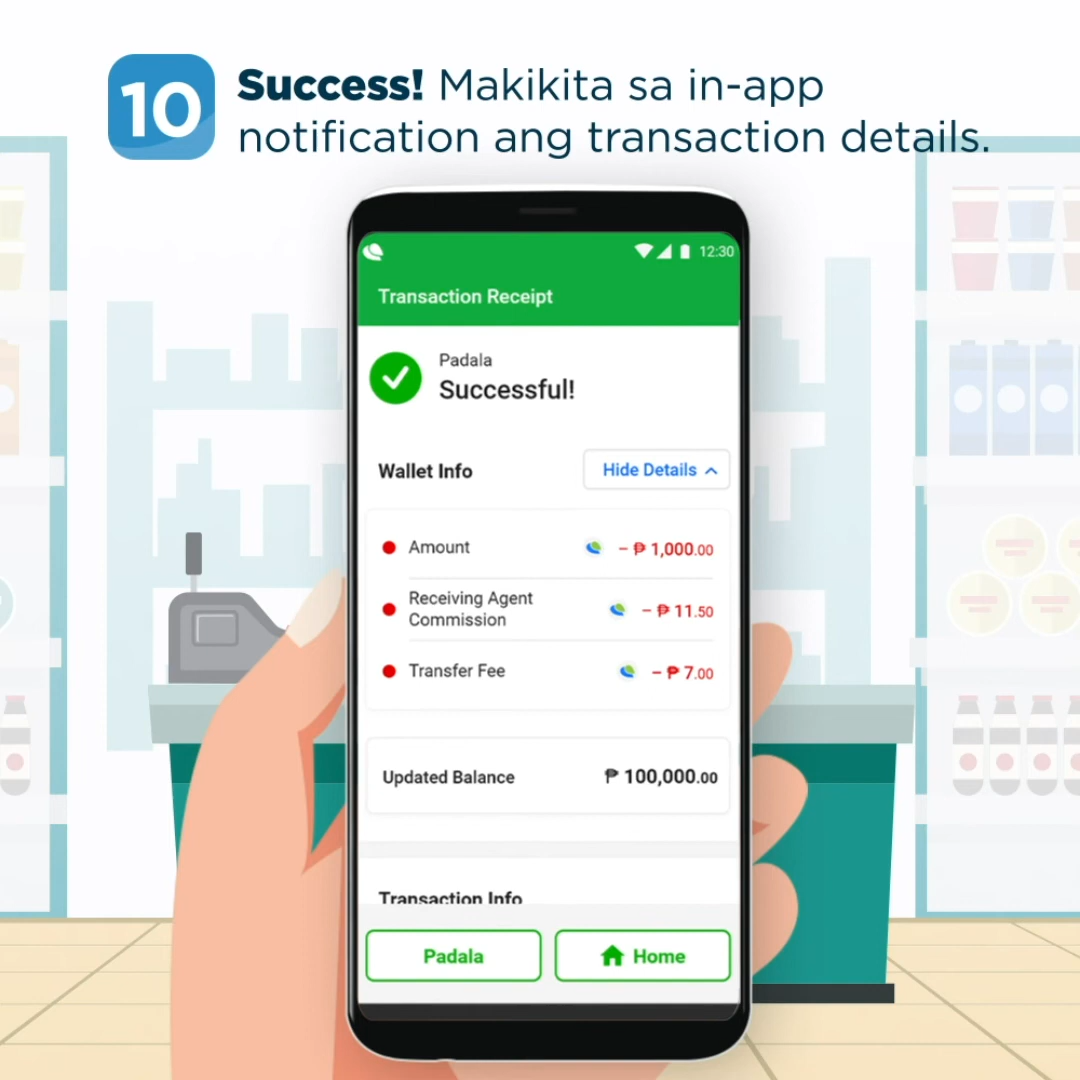 10
Success! Makikita sa in-app
notification ang transaction details.
12:30
Transaction Receipt
Padala
Successful!
Wallet Info
Hide Details
Amount
– ₱ 1,000.00
Receiving Agent
Commission
– ₱ 11.50
Transfer Fee
– ₱ 7.00
Updated Balance
₱ 100,000.00
Transaction Info
Padala
Home